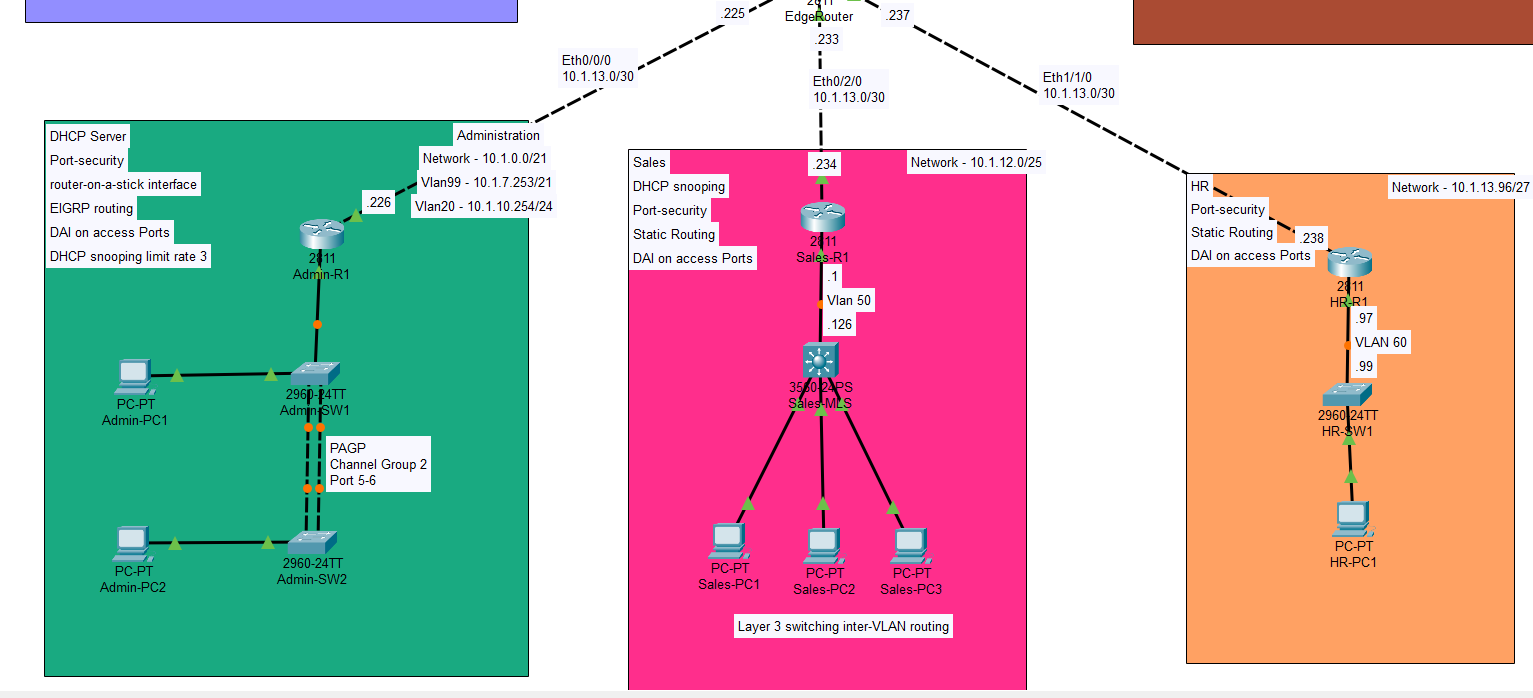 2811
EdgeRouter
.225
.233
.237
Eth0/0/0
10.1.13.0/30
Eth0/2/0
10.1.13.0/30
Eth1/1/0
10.1.13.0/30
DHCP Server
Port-security
router-on-a-stick interface
EIGRP routing
DAI on access Ports
DHCP snooping limit rate 3
Administration
Network - 10.1.0.0/21
Vlan99 - 10.1.7.253/21
Vlan20 - 10.1.10.254/24
.226
2811
Admin-R1
PC-PT
Admin-PC1
2960-24TT
Admin-SW1
PAGP
Channel Group 2
Port 5-6
PC-PT
Admin-PC2
2960-24TT
Admin-SW2
Sales
DHCP snooping
Port-security
Static Routing
DAI on access Ports
Network - 10.1.12.0/25
.234
2811
Sales-R1
.1
Vlan 50
.126
3560-24PS
Sales-MLS
PC-PT
Sales-PC1
PC-PT
Sales-PC2
PC-PT
Sales-PC3
Layer 3 switching inter-VLAN routing
HR
Port-security
Static Routing
DAI on access Ports
Network - 10.1.13.96/27
.238
2811
HR-R1
.97
VLAN 60
.99
2960-24TT
HR-SW1
PC-PT
HR-PC1